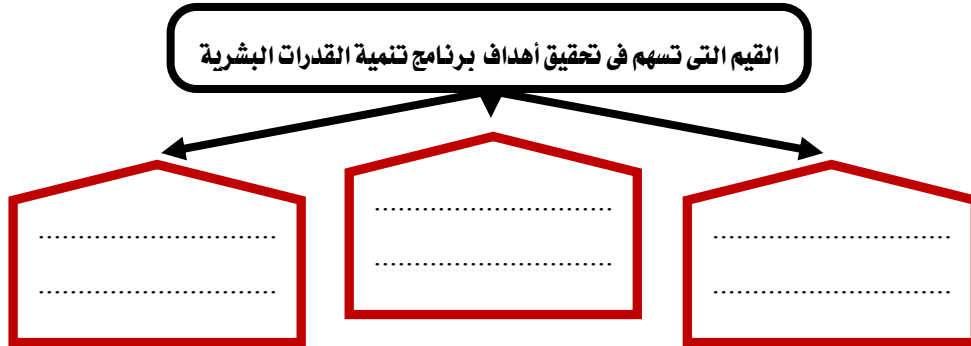 القيم التى تسهم فى تحقيق أهداف برنامج تنمية القدرات البشرية